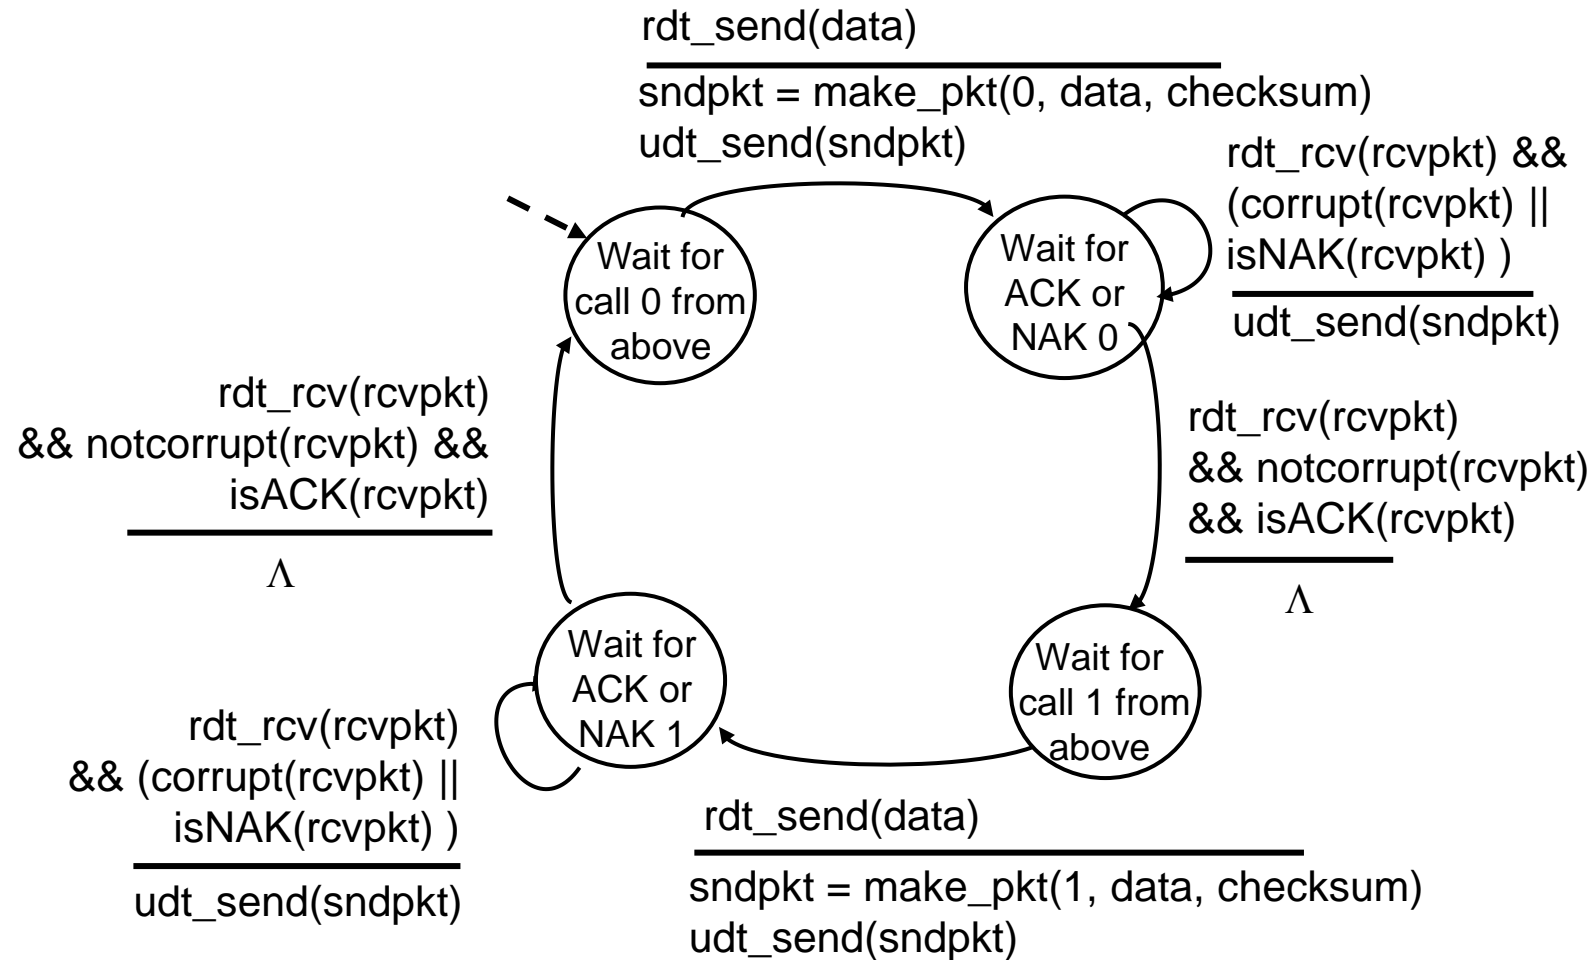 rdt_send(data)
sndpkt = make_pkt(0, data, checksum)
udt_send(sndpkt)
rdt_rcv(rcvpkt) &&
(corrupt(rcvpkt) ||
isNAK(rcvpkt) )
udt_send(sndpkt)
Wait for
call 0 from
above
Wait for
ACK or
NAK 0
rdt_rcv(rcvpkt)
&& notcorrupt(rcvpkt) &&
isACK(rcvpkt)
Λ
rdt_rcv(rcvpkt)
&& notcorrupt(rcvpkt)
&& isACK(rcvpkt)
Λ
Wait for
ACK or
NAK 1
Wait for
call 1 from
above
rdt_rcv(rcvpkt)
&& (corrupt(rcvpkt) ||
isNAK(rcvpkt) )
udt_send(sndpkt)
rdt_send(data)
sndpkt = make_pkt(1, data, checksum)
udt_send(sndpkt)